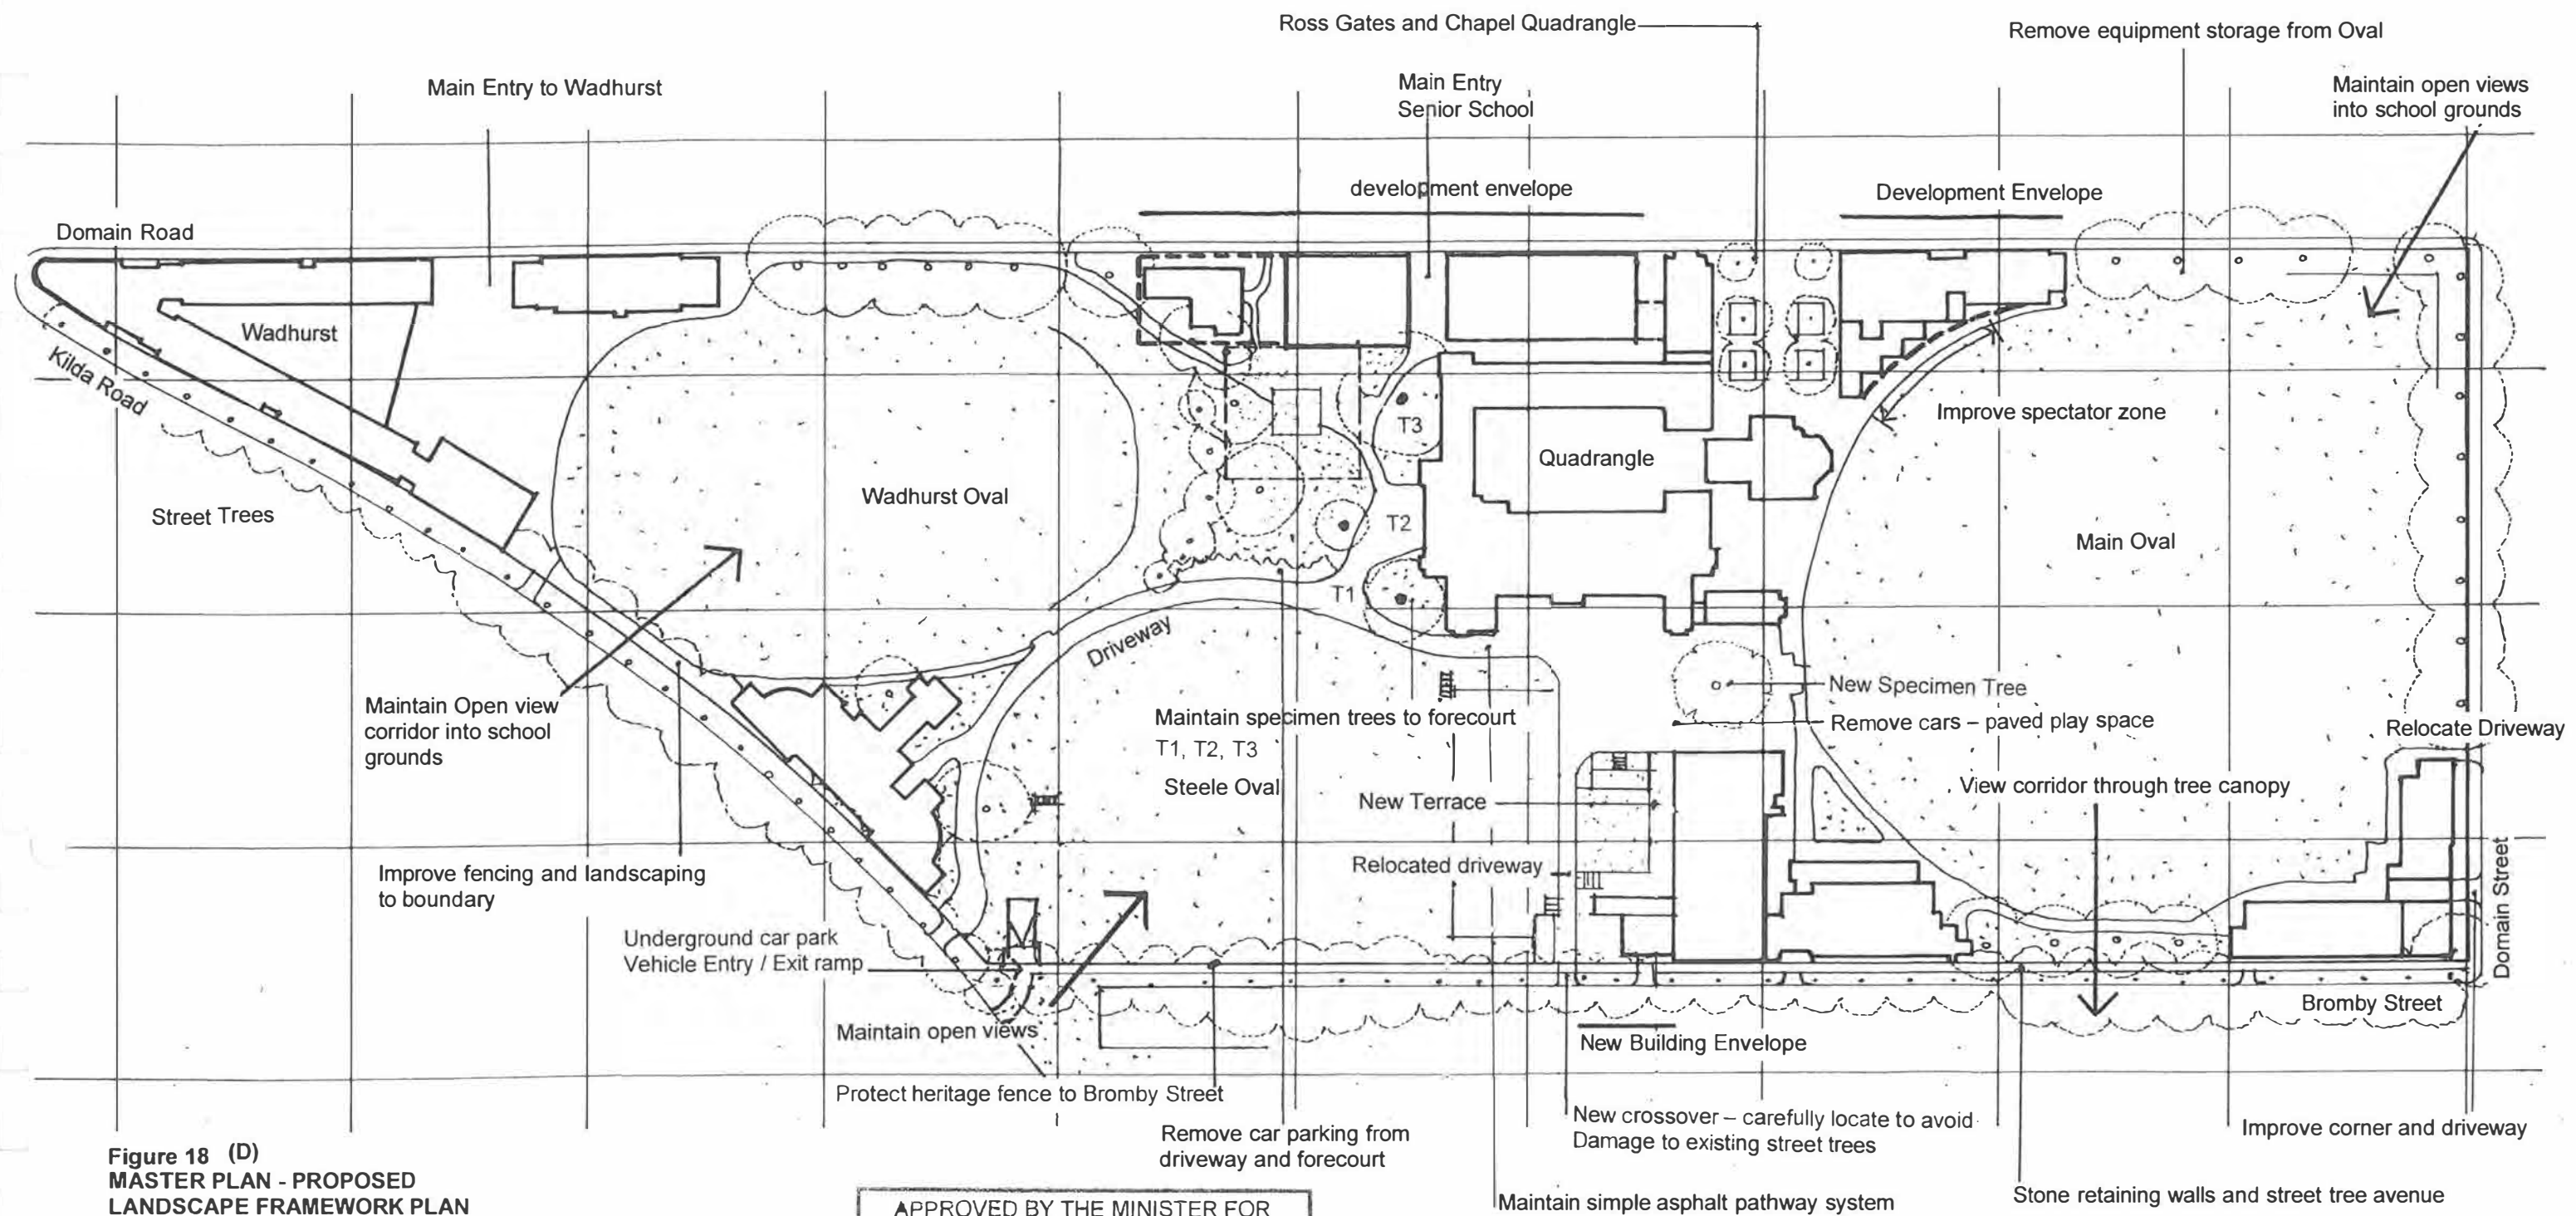 Ross Gates and Chapel Quadrangle
Remove equipment storage from Oval
Main Entry to Wadhurst
Main Entry
Senior School
Maintain open views
into school grounds
development envelope
Development Envelope
Domain Road
Wadhurst
Kilda Road
Street Trees
Wadhurst Oval
T3
T2
T1
Quadrangle
Improve spectator zone
Main Oval
Driveway
Maintain Open view
corridor into school
grounds
Maintain specimen trees to forecourt
T1, T2, T3
Steele Oval
New Specimen Tree
Remove cars – paved play space
Relocate Driveway
View corridor through tree canopy
New Terrace
Relocated driveway
Improve fencing and landscaping
to boundary
Underground car park
Vehicle Entry / Exit ramp
Maintain open views
Domain Street
Bromby Street
New Building Envelope
Protect heritage fence to Bromby Street
Remove car parking from
driveway and forecourt
New crossover – carefully locate to avoid
Damage to existing street trees
Improve corner and driveway
Maintain simple asphalt pathway system
Stone retaining walls and street tree avenue
Figure 18 (D)
MASTER PLAN - PROPOSED
LANDSCAPE FRAMEWORK PLAN
APPROVED BY THE MINISTER FOR